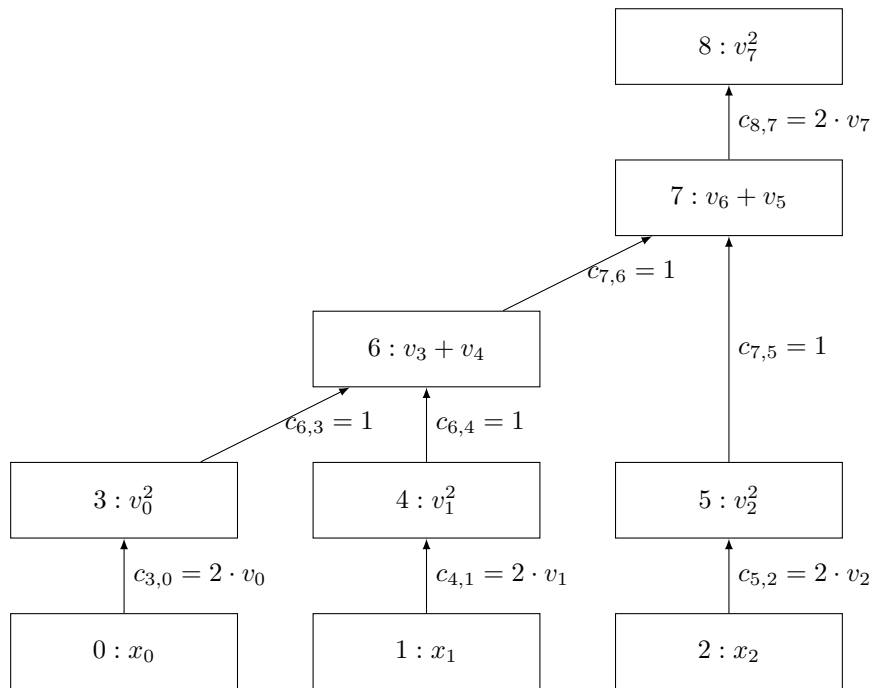 8 : v_7^2
c_{8,7} = 2 · v_7
7 : v_6 + v_5
c_{7,6} = 1
6 : v_3 + v_4
c_{7,5} = 1
c_{6,3} = 1
c_{6,4} = 1
3 : v_0^2
4 : v_1^2
5 : v_2^2
c_{3,0} = 2 · v_0
c_{4,1} = 2 · v_1
c_{5,2} = 2 · v_2
0 : x_0
1 : x_1
2 : x_2